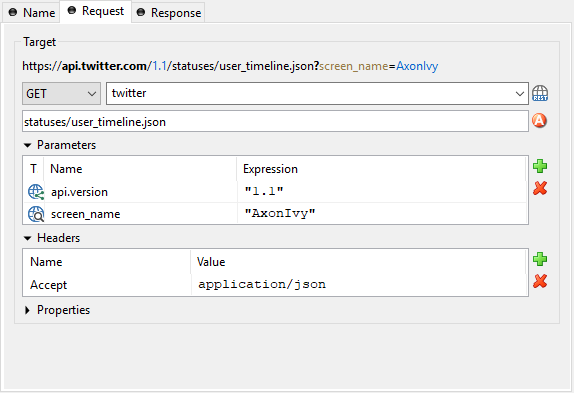 Name Request Response
Target
https://api.twitter.com/1.1/statuses/user_timeline.json?screen_name=AxonIvy
GET twitter
REST
statuses/user_timeline.json
A
Parameters
T Name Expression
api.version "1.1"
screen_name "AxonIvy"
Headers
Name Value
Accept application/json
Properties